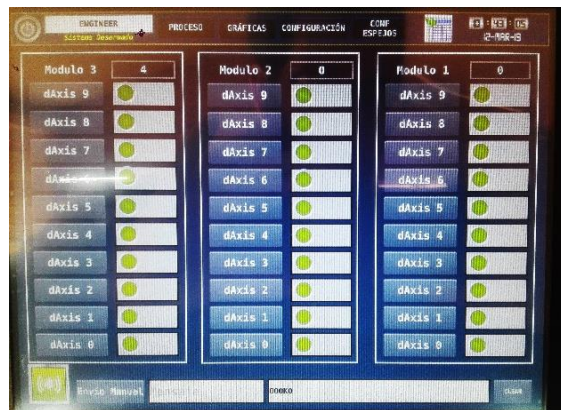 ENGINEER
Sistema Desarmado
PROCESO
GRÁFICAS
CONFIGURACIÓN
CONF
ESPEJOS
12-MAR-19
Modulo 3 4
dAxis 9
dAxis 8
dAxis 7
dAxis 6
dAxis 5
dAxis 4
dAxis 3
dAxis 2
dAxis 1
dAxis 0
Modulo 2 0
dAxis 9
dAxis 8
dAxis 7
dAxis 6
dAxis 5
dAxis 4
dAxis 3
dAxis 2
dAxis 1
dAxis 0
Modulo 1 0
dAxis 9
dAxis 8
dAxis 7
dAxis 6
dAxis 5
dAxis 4
dAxis 3
dAxis 2
dAxis 1
dAxis 0
Envio Manual
OOOKO
CLEAR